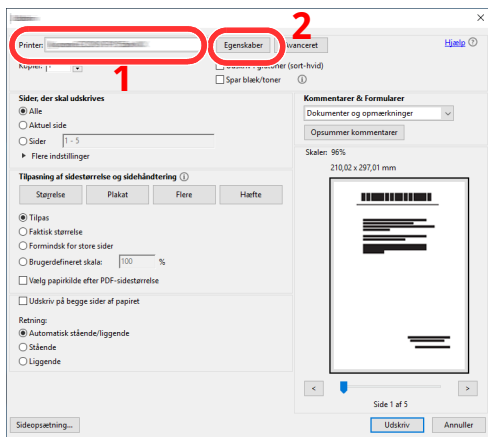 2
Printer:
Egenskaber
Avanceret
Hjælp
1
Kopier: 1
Udskriv i gråtoner (sort-hvid)
Spar blæk/toner
Sider, der skal udskrives
Alle
Aktuel side
Sider 1 - 5
Flere indstillinger
Tilpasning af sidestørrelse og sidehåndtering
Størrelse Plakat Flere Hæfte
Tilpas
Faktisk størrelse
Formindsk for store sider
Brugerdefineret skala: 100 %
Vælg papirkilde efter PDF-sidestørrelse
Udskriv på begge sider af papiret
Retning:
Automatisk stående/liggende
Stående
Liggende
Kommentarer & Formularer
Dokumenter og opmærkninger
Opsummer kommentarer
Skaler: 96%
210,02 x 297,01 mm
< >
Side 1 af 5
Sideopsætning...
Udskriv
Annuller